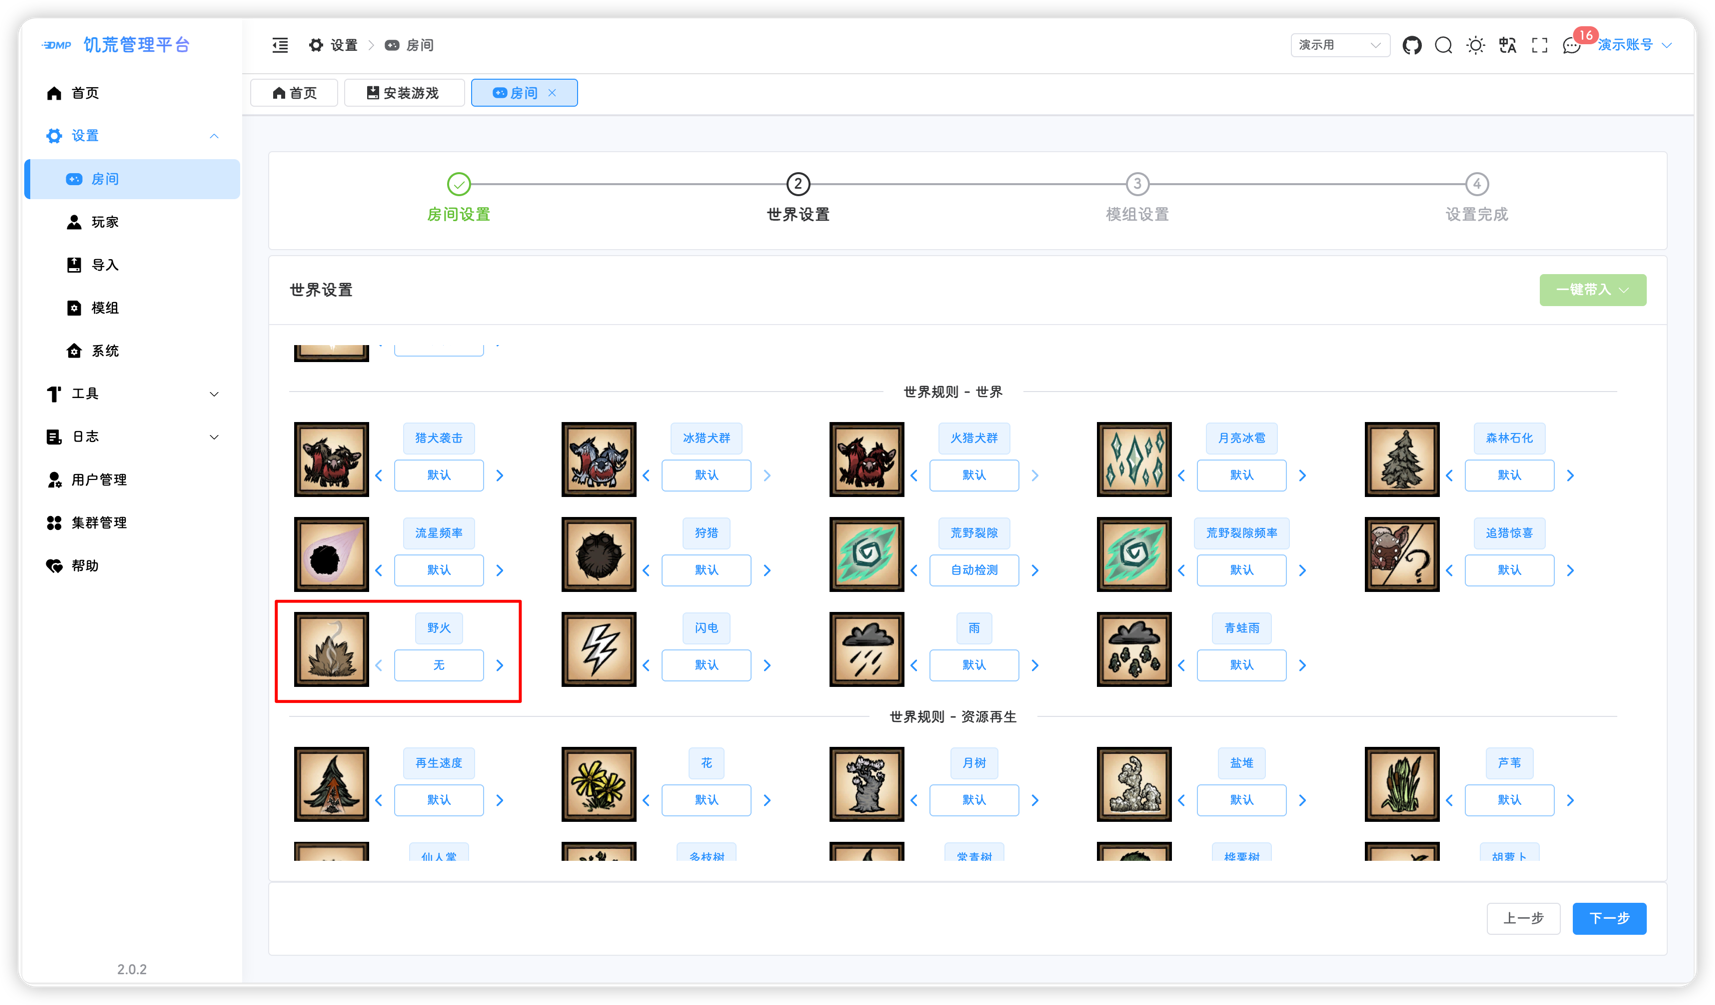 DMP 饥荒管理平台
设置 房间
演示用
16
演示账号
首页
安装游戏
房间
首页
设置
房间
玩家
导入
模组
系统
工具
日志
用户管理
集群管理
帮助
2.0.2
房间设置
2
世界设置
3
模组设置
4
设置完成
世界设置
一键带入
世界规则 - 世界
猎犬袭击 冰猎犬群 火猎犬群 月亮冰雹 森林石化
默认 默认 默认 默认 默认
流星频率 狩猎 荒野裂隙 荒野裂隙频率 追猎惊喜
默认 默认 自动检测 默认 默认
野火 闪电 雨 青蛙雨
无 默认 默认 默认
世界规则 - 资源再生
再生速度 花 月树 盐堆 芦苇
默认 默认 默认 默认 默认
仙人掌 多枝树 常青树 桦栗树 胡萝卜
上一步
下一步